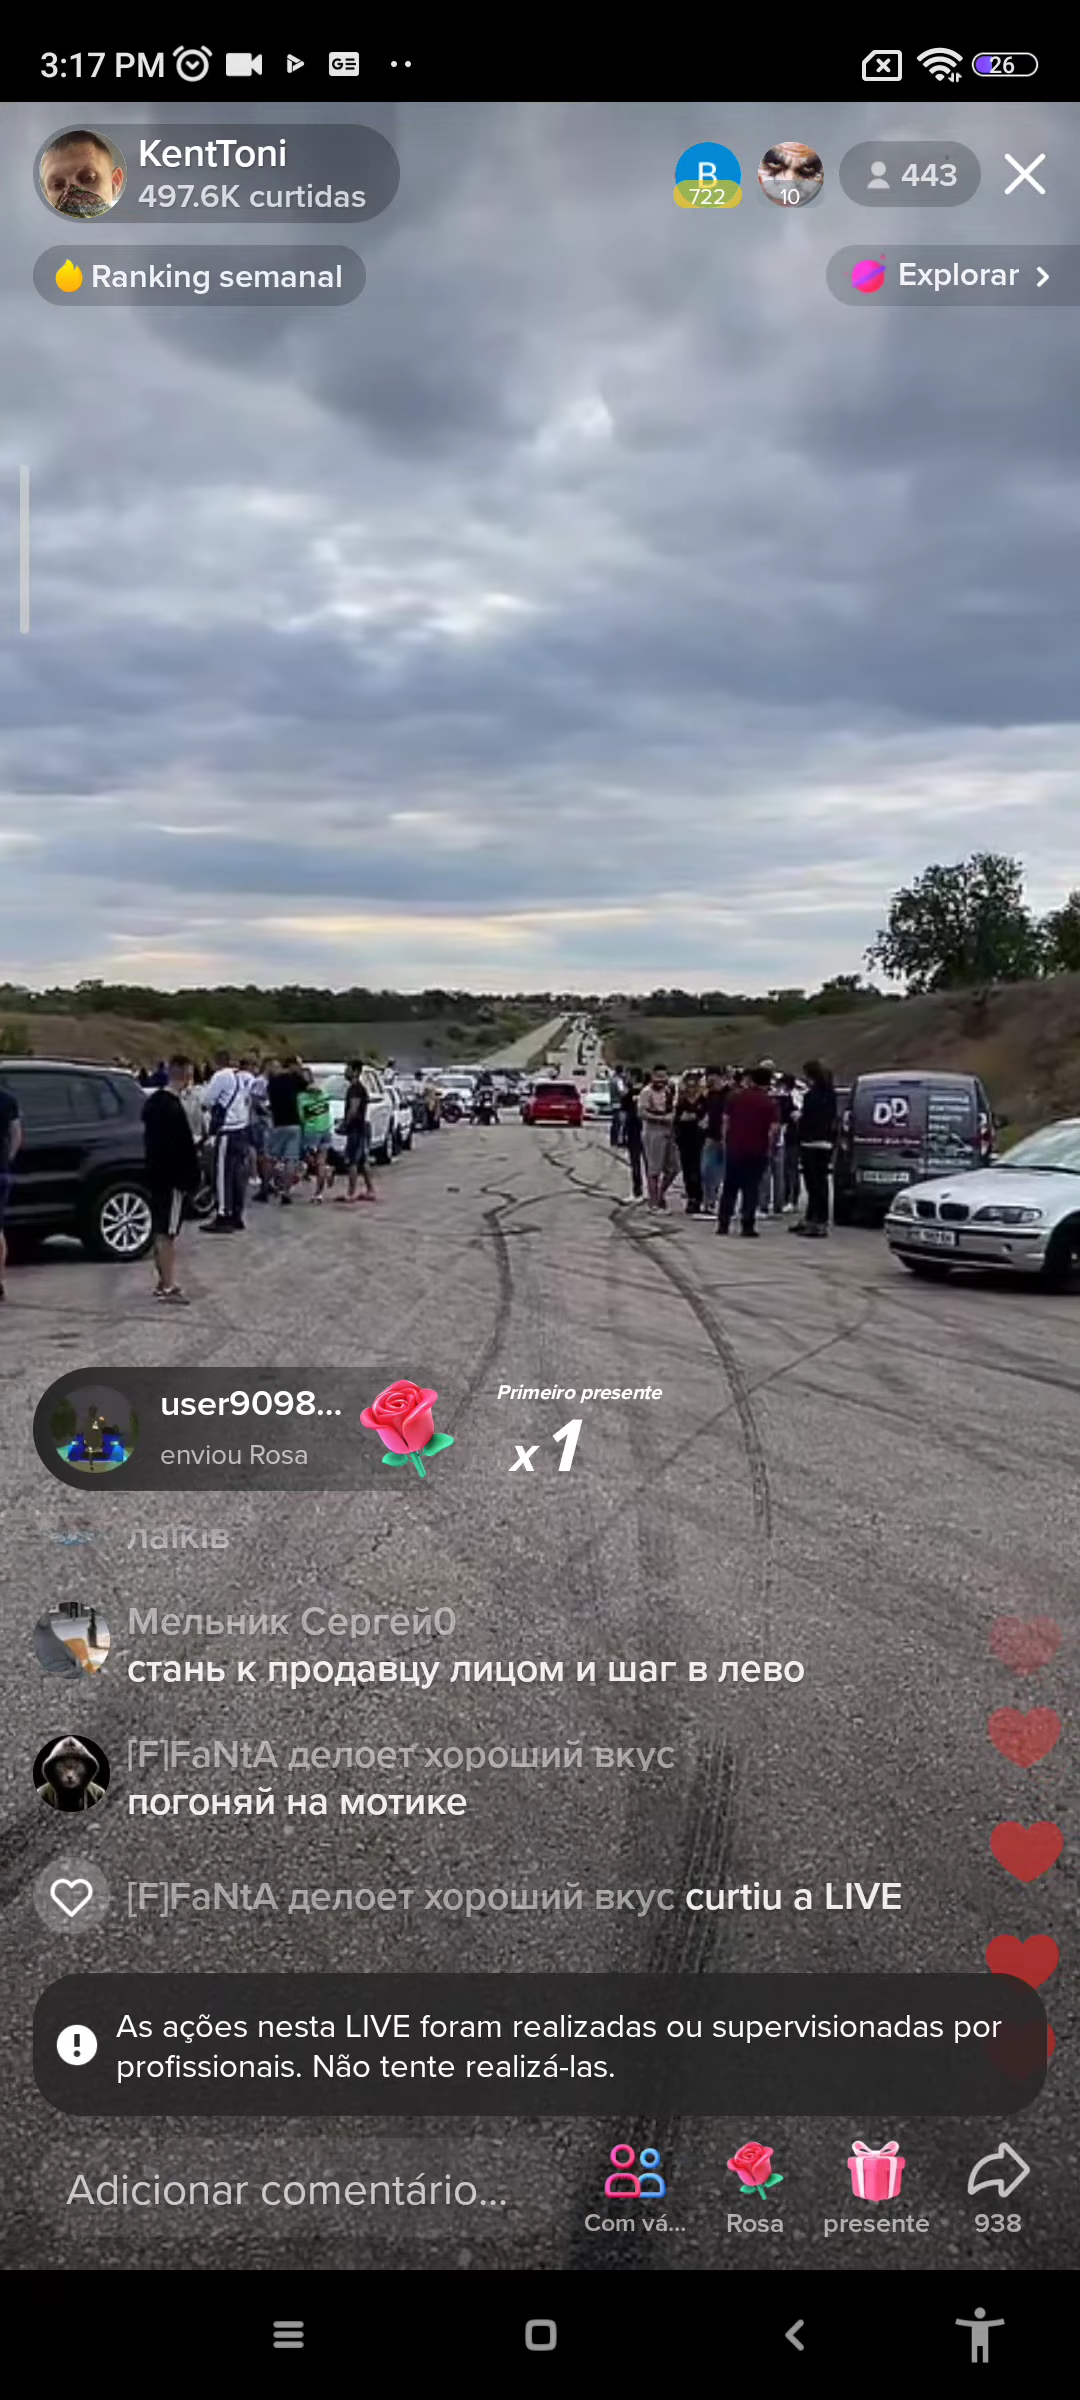 3:17 PM
26
KentToni
497.6K curtidas
B
722
10
443
Ranking semanal
Explorar
DD
user9098...
enviou Rosa
Primeiro presente
x1
лайків
Мельник Сергей0
стань к продавцу лицом и шаг в лево
[F]FaNtA делоет хороший вкус
погоняй на мотике
[F]FaNtA делоет хороший вкус curtiu a LIVE
As ações nesta LIVE foram realizadas ou supervisionadas por
profissionais. Não tente realizá-las.
Adicionar comentário...
Com vá...
Rosa
presente
938